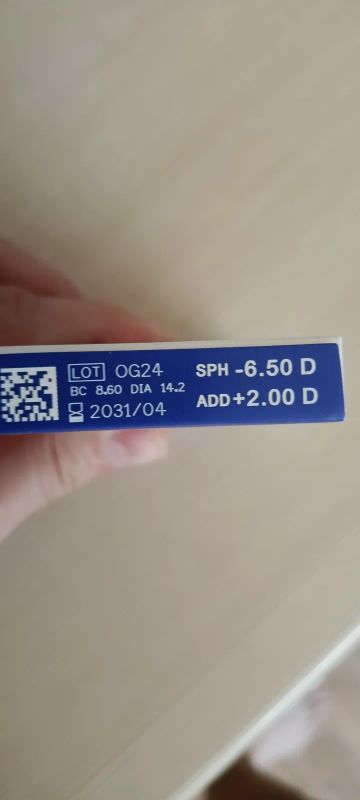 LOT OG24
BC 8.60 DIA 14.2
2031/04
SPH -6.50 D
ADD+2.00 D